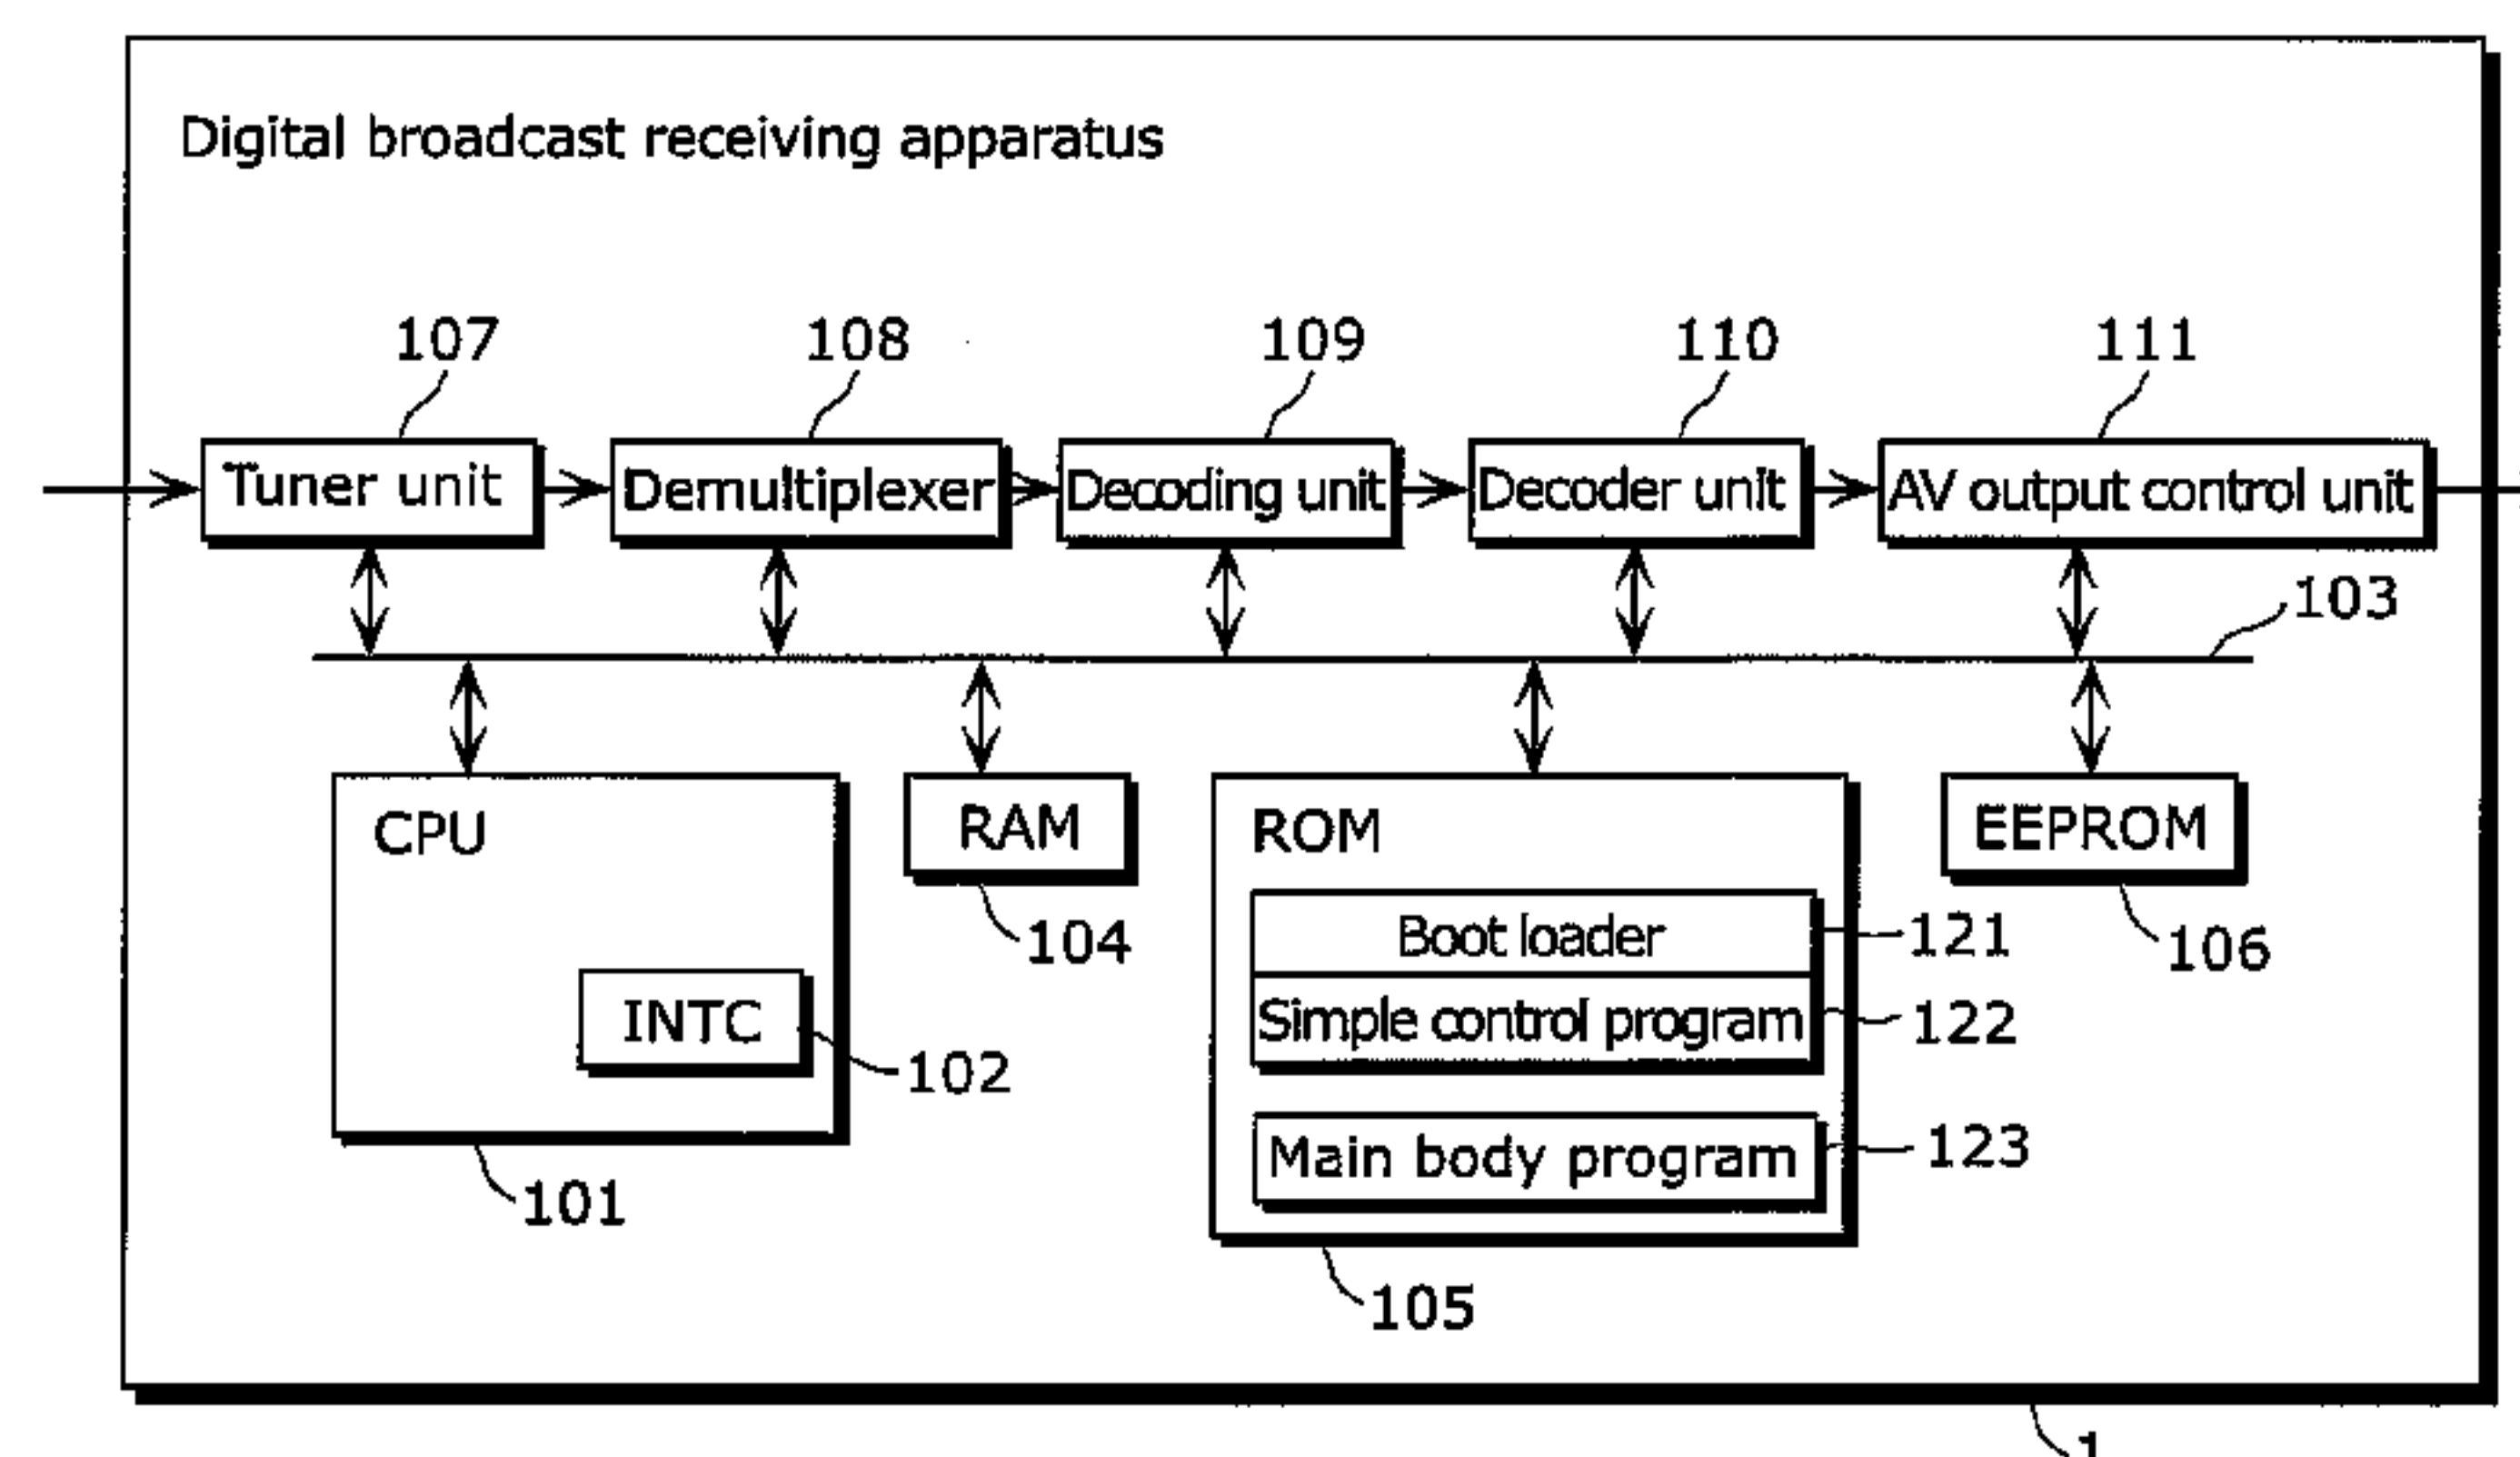 Digital broadcast receiving apparatus
107 108 109 110 111
Tuner unit Demultiplexer Decoding unit Decoder unit AV output control unit
103
CPU RAM ROM EEPROM
Boot loader 121
104 106
INTC Simple control program 122
102
Main body program 123
101
105
1